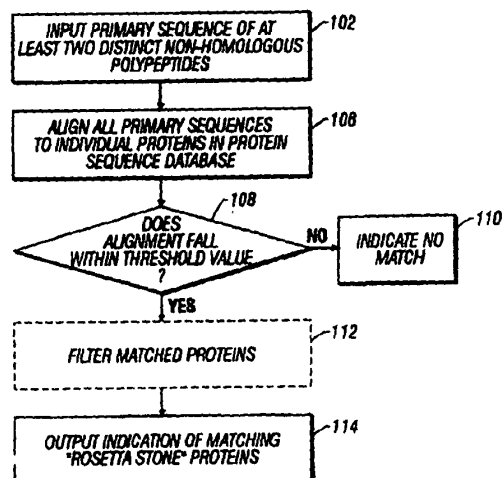 INPUT PRIMARY SEQUENCE OF AT
LEAST TWO DISTINCT NON-HOMOLOGOUS
POLYPEPTIDES
102
ALIGN ALL PRIMARY SEQUENCES
TO INDIVIDUAL PROTEINS IN PROTEIN
SEQUENCE DATABASE
106
108
DOES
ALIGNMENT FALL
WITHIN THRESHOLD VALUE
?
NO
INDICATE NO
MATCH
110
YES
FILTER MATCHED PROTEINS
112
OUTPUT INDICATION OF MATCHING
"ROSETTA STONE" PROTEINS
114